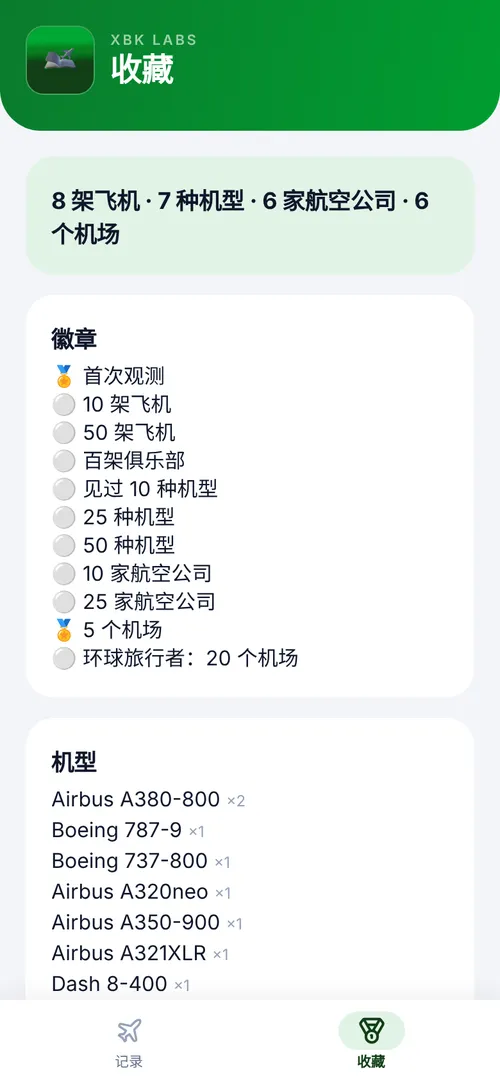 XBK LABS
收藏
8 架飞机 · 7 种机型 · 6 家航空公司 · 6
个机场
徽章
🏅 首次观测
⚪ 10 架飞机
⚪ 50 架飞机
⚪ 百架俱乐部
⚪ 见过 10 种机型
⚪ 25 种机型
⚪ 50 种机型
⚪ 10 家航空公司
⚪ 25 家航空公司
🏅 5 个机场
⚪ 环球旅行者：20 个机场
机型
Airbus A380-800 ×2
Boeing 787-9 ×1
Boeing 737-800 ×1
Airbus A320neo ×1
Airbus A350-900 ×1
Airbus A321XLR ×1
Dash 8-400 ×1
记录
收藏